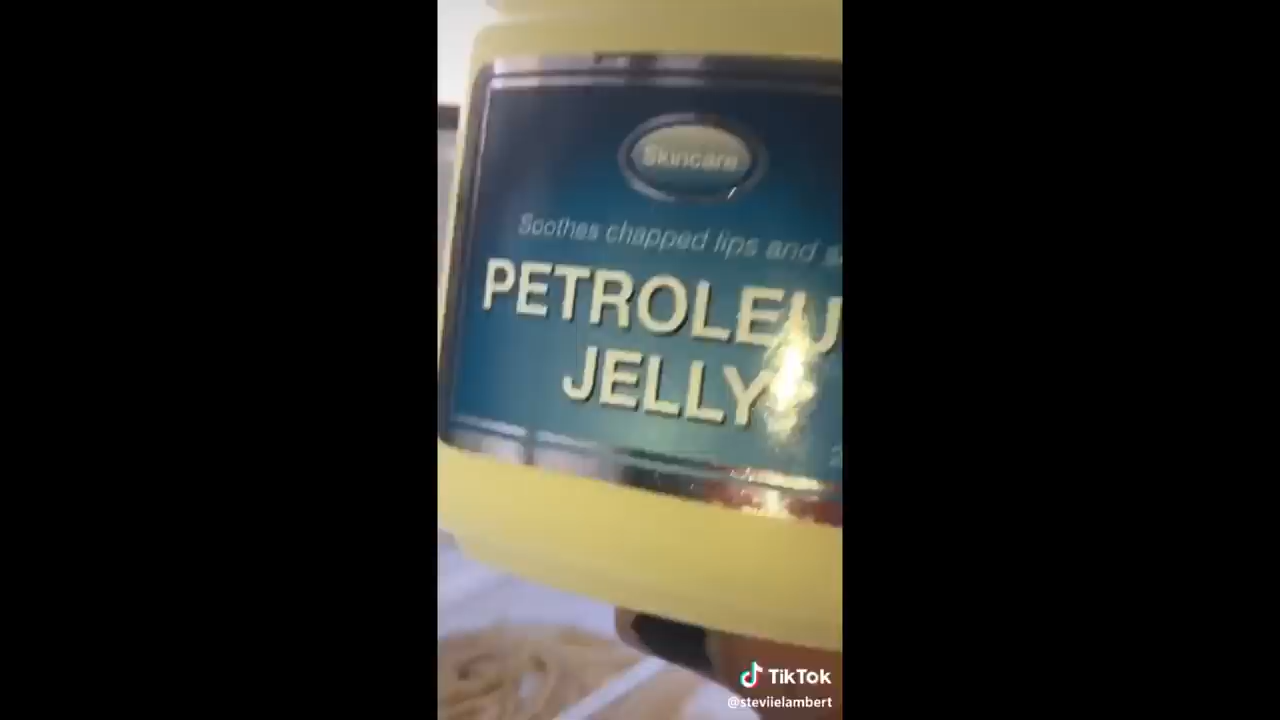 Skincare
Soothes chapped lips and
PETROLEU
JELLY
TikTok
@steviielambert